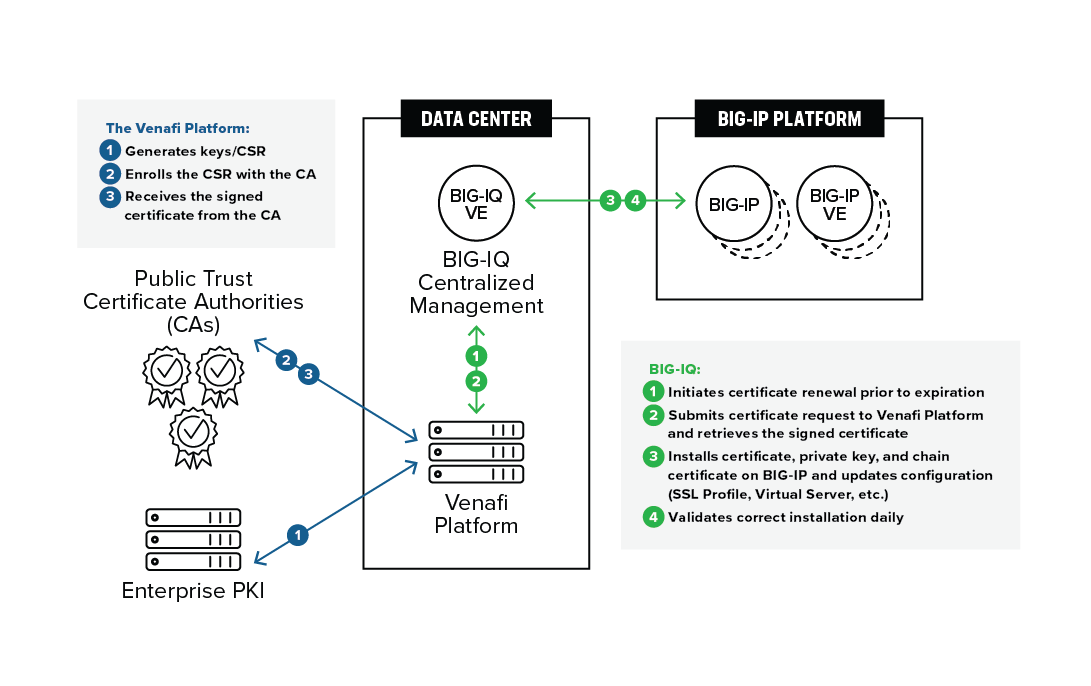 The Venafi Platform:
1 Generates keys/CSR
2 Enrolls the CSR with the CA
3 Receives the signed
certificate from the CA
Public Trust
Certificate Authorities
(CAs)
2
3
1
Enterprise PKI
DATA CENTER
BIG-IQ
VE
BIG-IQ
Centralized
Management
1
2
Venafi
Platform
3 4
BIG-IP PLATFORM
BIG-IP
BIG-IP
VE
BIG-IQ:
1 Initiates certificate renewal prior to expiration
2 Submits certificate request to Venafi Platform
and retrieves the signed certificate
3 Installs certificate, private key, and chain
certificate on BIG-IP and updates configuration
(SSL Profile, Virtual Server, etc.)
4 Validates correct installation daily